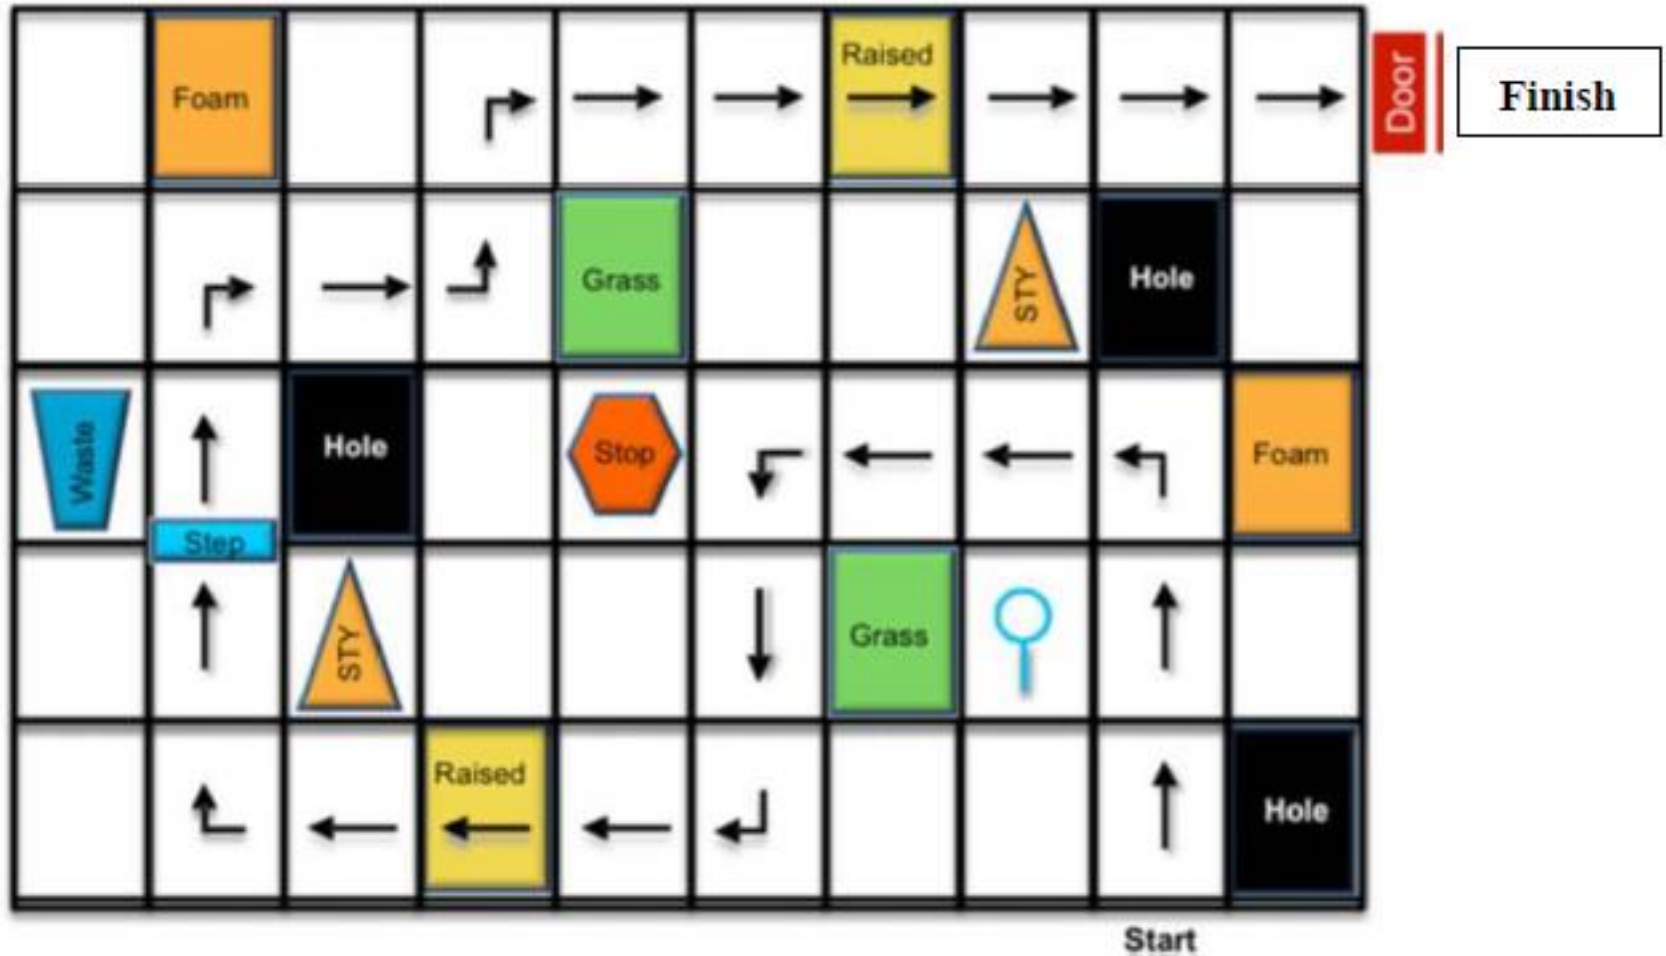 Foam
Raised
Door
Finish
Grass
STY
Hole
Waste
Hole
Stop
Foam
Step
STY
Grass
Raised
Hole
Start